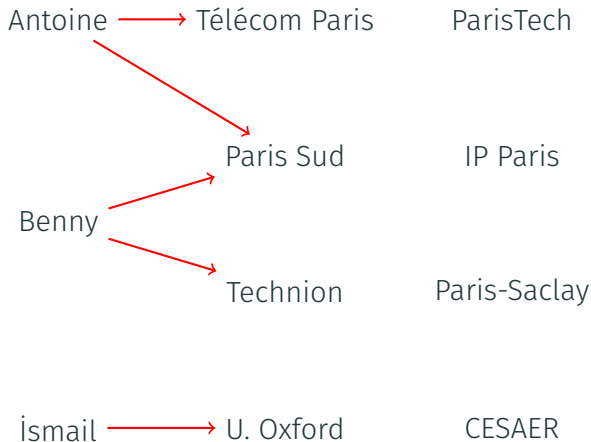 Antoine Télécom Paris ParisTech
Paris Sud IP Paris
Benny
Technion Paris-Saclay
İsmail U. Oxford CESAER